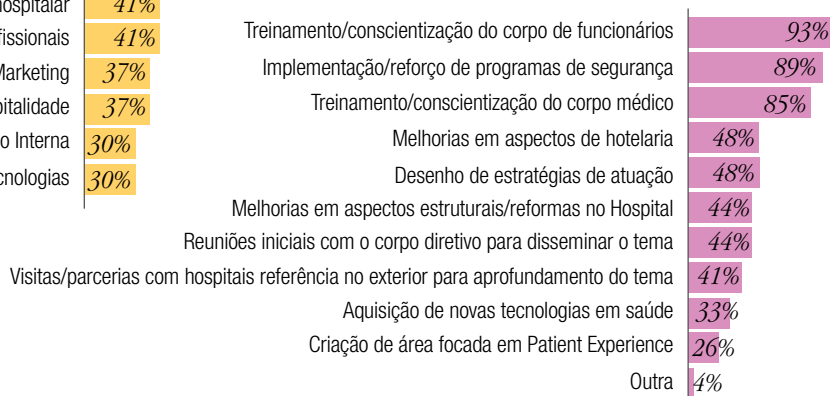 41%
41%
Marketing 37%
37%
Interna 30%
30%
Treinamento/conscientização do corpo de funcionários 93%
Implementação/reforço de programas de segurança 89%
Treinamento/conscientização do corpo médico 85%
Melhorias em aspectos de hotelaria 48%
Desenho de estratégias de atuação 48%
Melhorias em aspectos estruturais/reformas no Hospital 44%
Reuniões iniciais com o corpo diretivo para disseminar o tema 44%
Visitas/parcerias com hospitais referência no exterior para aprofundamento do tema 41%
Aquisição de novas tecnologias em saúde 33%
Criação de área focada em Patient Experience 26%
Outra 4%